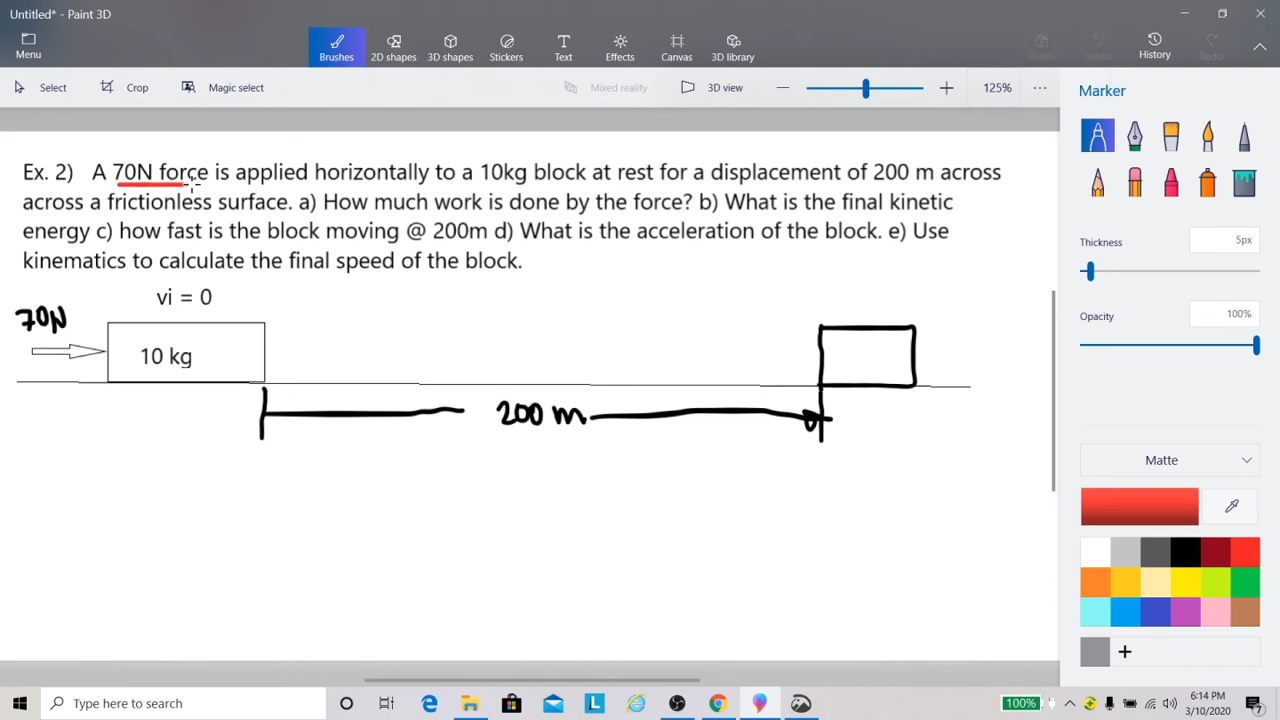 Untitled* - Paint 3D
Menu
Brushes
2D shapes
3D shapes
Stickers
Text
Effects
Canvas
3D library
History
Redo
Select
Crop
Magic select
Mixed reality
3D view
125%
Marker
Ex. 2) A 70N force is applied horizontally to a 10kg block at rest for a displacement of 200 m across
across a frictionless surface. a) How much work is done by the force? b) What is the final kinetic
energy c) how fast is the block moving @ 200m d) What is the acceleration of the block. e) Use
kinematics to calculate the final speed of the block.
vi = 0
70N
10 kg
200 m
Thickness
5px
Opacity
100%
Matte
Type here to search
100%
6:14 PM
3/10/2020